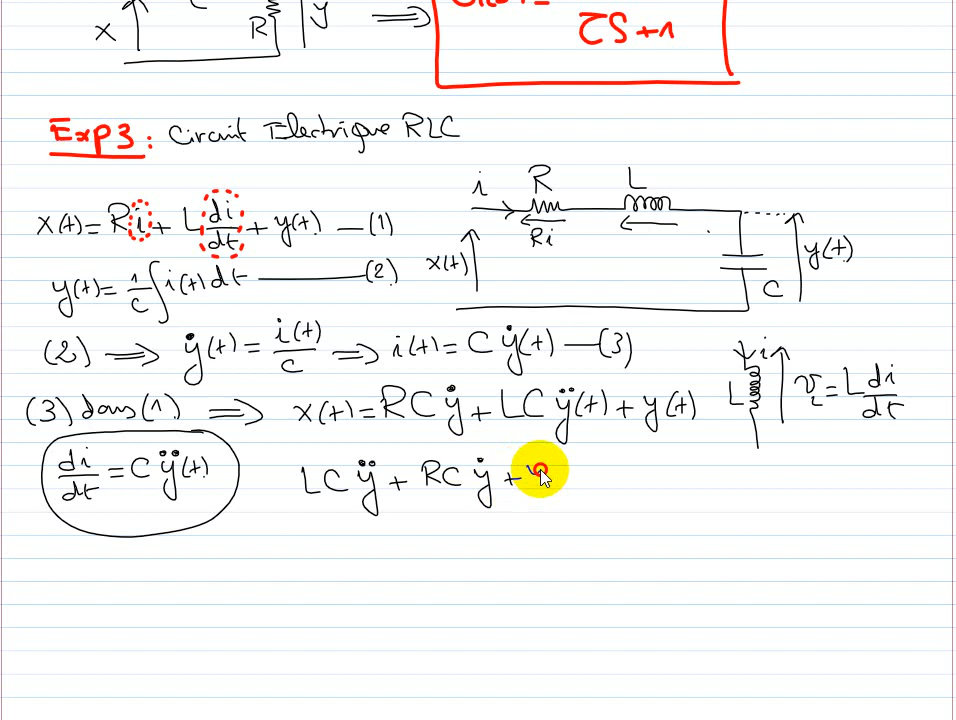 X R y ⟹
τS+1
Exp3: Circuit Electrique RLC
x(t) = Ri + L di/dt + y(t) —(1)
y(t) = 1/C ∫ i(t) dt ———(2)
(2) ⟹ ẏ(t) = i(t)/C ⟹ i(t) = C ẏ(t) —(3)
(3) dans (1) ⟹ x(t) = RC ẏ + LC ÿ(t) + y(t)
di/dt = C ÿ(t)
LC ÿ + RC ẏ +
i R L
Ri
x(t) y(t)
C
i
L v_L = L di/dt